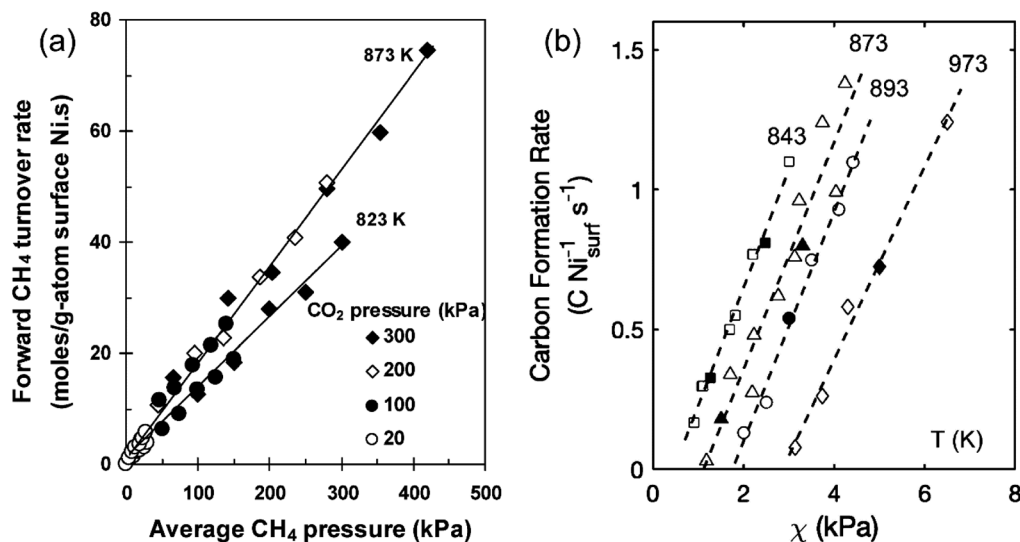 (a)
80
60
40
20
0
0
100
200
300
400
500
873 K
823 K
CO₂ pressure (kPa)
300
200
100
20
Forward CH₄ turnover rate
(moles/g-atom surface Ni.s)
Average CH₄ pressure (kPa)
(b)
1.5
1
0.5
0
0
2
4
6
8
843
873
893
973
T (K)
Carbon Formation Rate
(C Ni⁻¹surf s⁻¹)
χ (kPa)